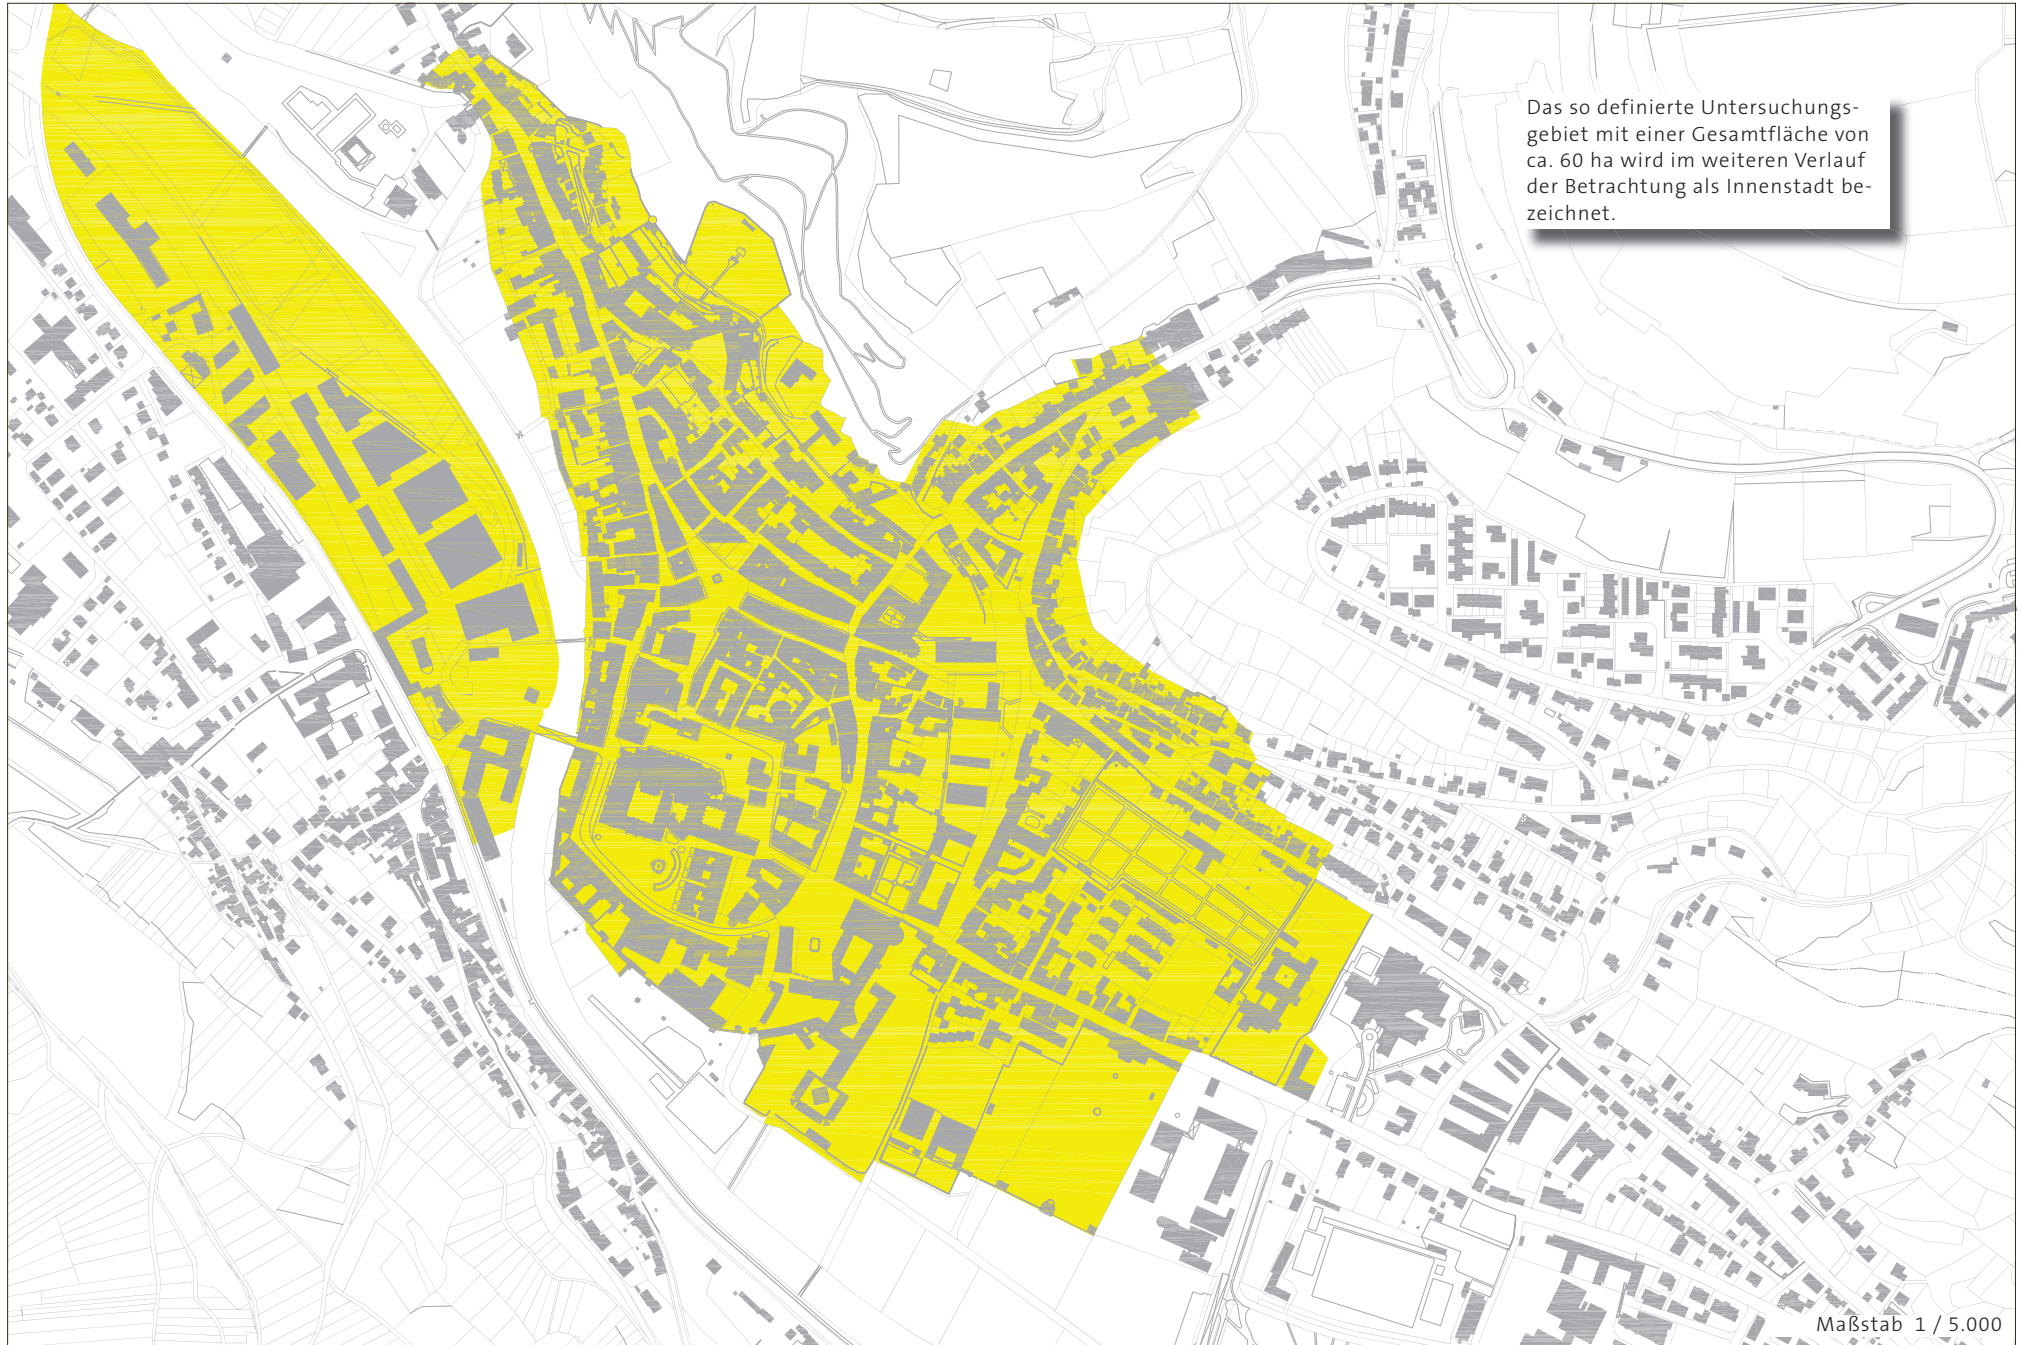 Das so definierte Untersuchungs-
gebiet mit einer Gesamtfläche von
ca. 60 ha wird im weiteren Verlauf
der Betrachtung als Innenstadt be-
zeichnet.
Maßstab 1 / 5.000